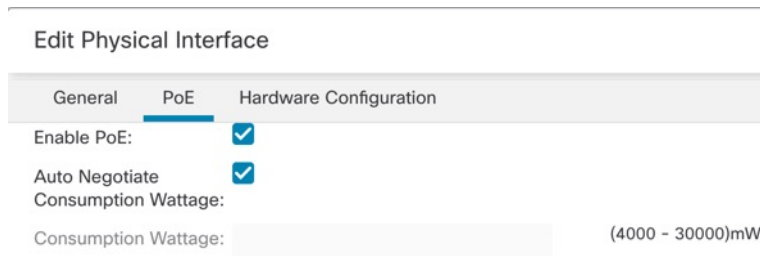 Edit Physical Interface
General PoE Hardware Configuration
Enable PoE:
Auto Negotiate
Consumption Wattage:
Consumption Wattage: (4000 - 30000)mW